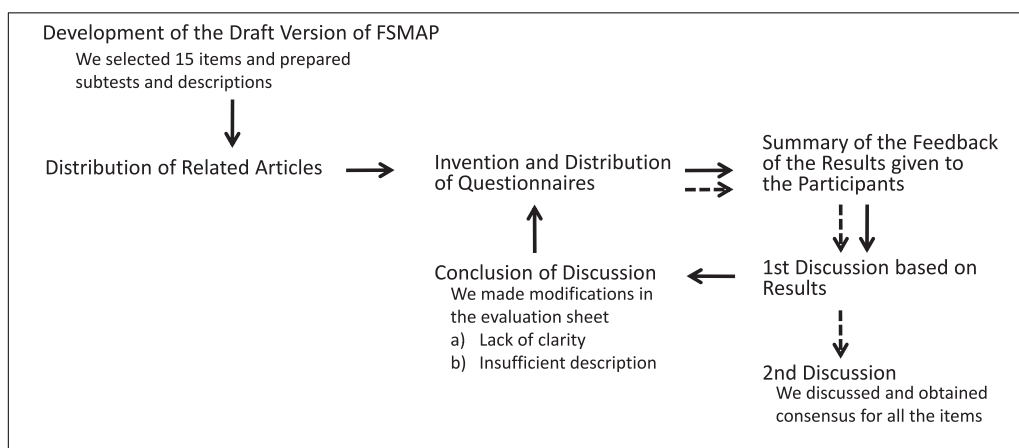 Development of the Draft Version of FSMAP
We selected 15 items and prepared
subtests and descriptions
Distribution of Related Articles
Invention and Distribution
of Questionnaires
Summary of the Feedback
of the Results given to
the Participants
1st Discussion based on
Results
Conclusion of Discussion
We made modifications in
the evaluation sheet
a) Lack of clarity
b) Insufficient description
2nd Discussion
We discussed and obtained
consensus for all the items